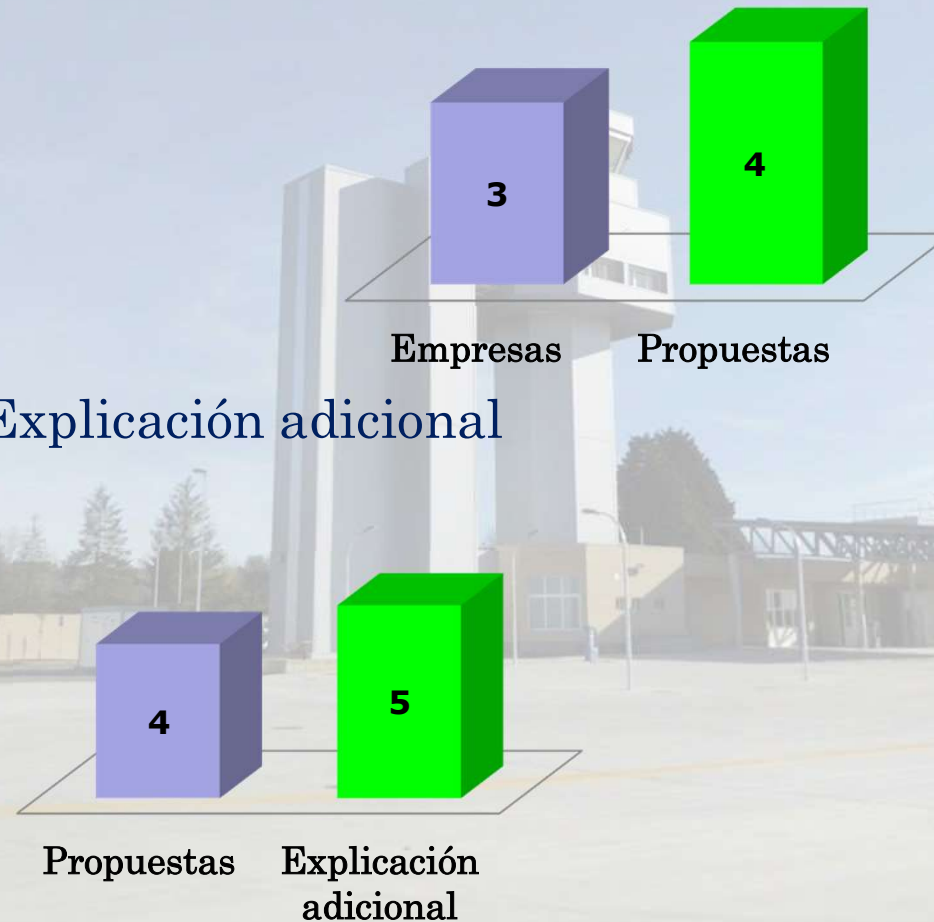 3
4
Empresas Propuestas
Explicación adicional
4
5
Propuestas Explicación
adicional